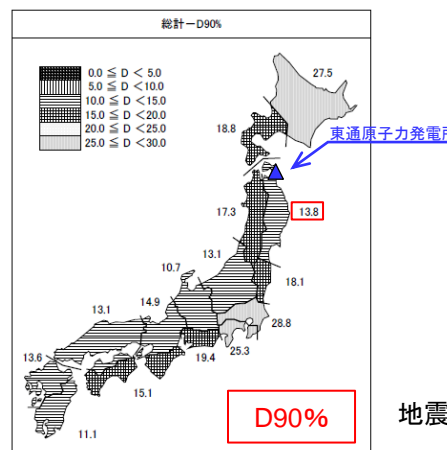 総計－D90%
0.0 ≦ D < 5.0
5.0 ≦ D <10.0
10.0 ≦ D <15.0
15.0 ≦ D <20.0
20.0 ≦ D <25.0
25.0 ≦ D <30.0
27.5
18.8
東通原子力発電所
17.3
13.8
13.1
10.7
18.1
14.9
13.1
28.8
13.6
19.4
25.3
15.1
11.1
D90%
地震